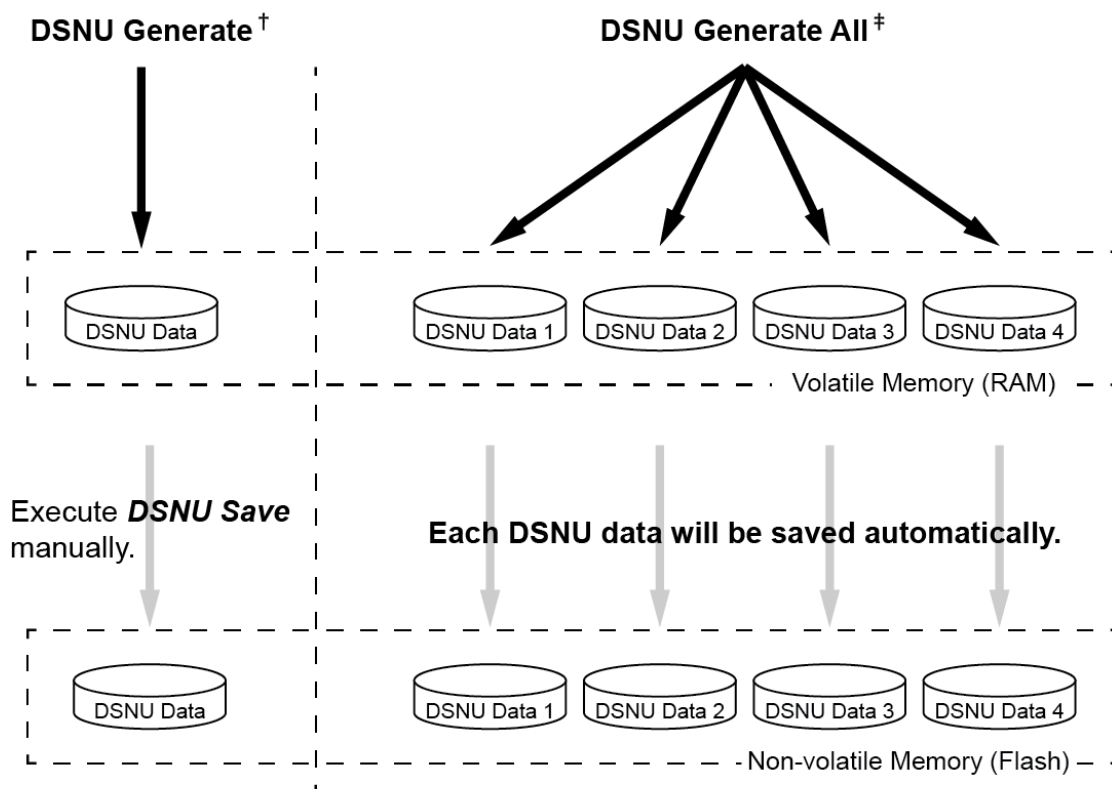 DSNU Generate†
DSNU Generate All‡
DSNU Data
DSNU Data 1
DSNU Data 2
DSNU Data 3
DSNU Data 4
Volatile Memory (RAM)
Execute DSNU Save
manually.
Each DSNU data will be saved automatically.
DSNU Data
DSNU Data 1
DSNU Data 2
DSNU Data 3
DSNU Data 4
Non-volatile Memory (Flash)